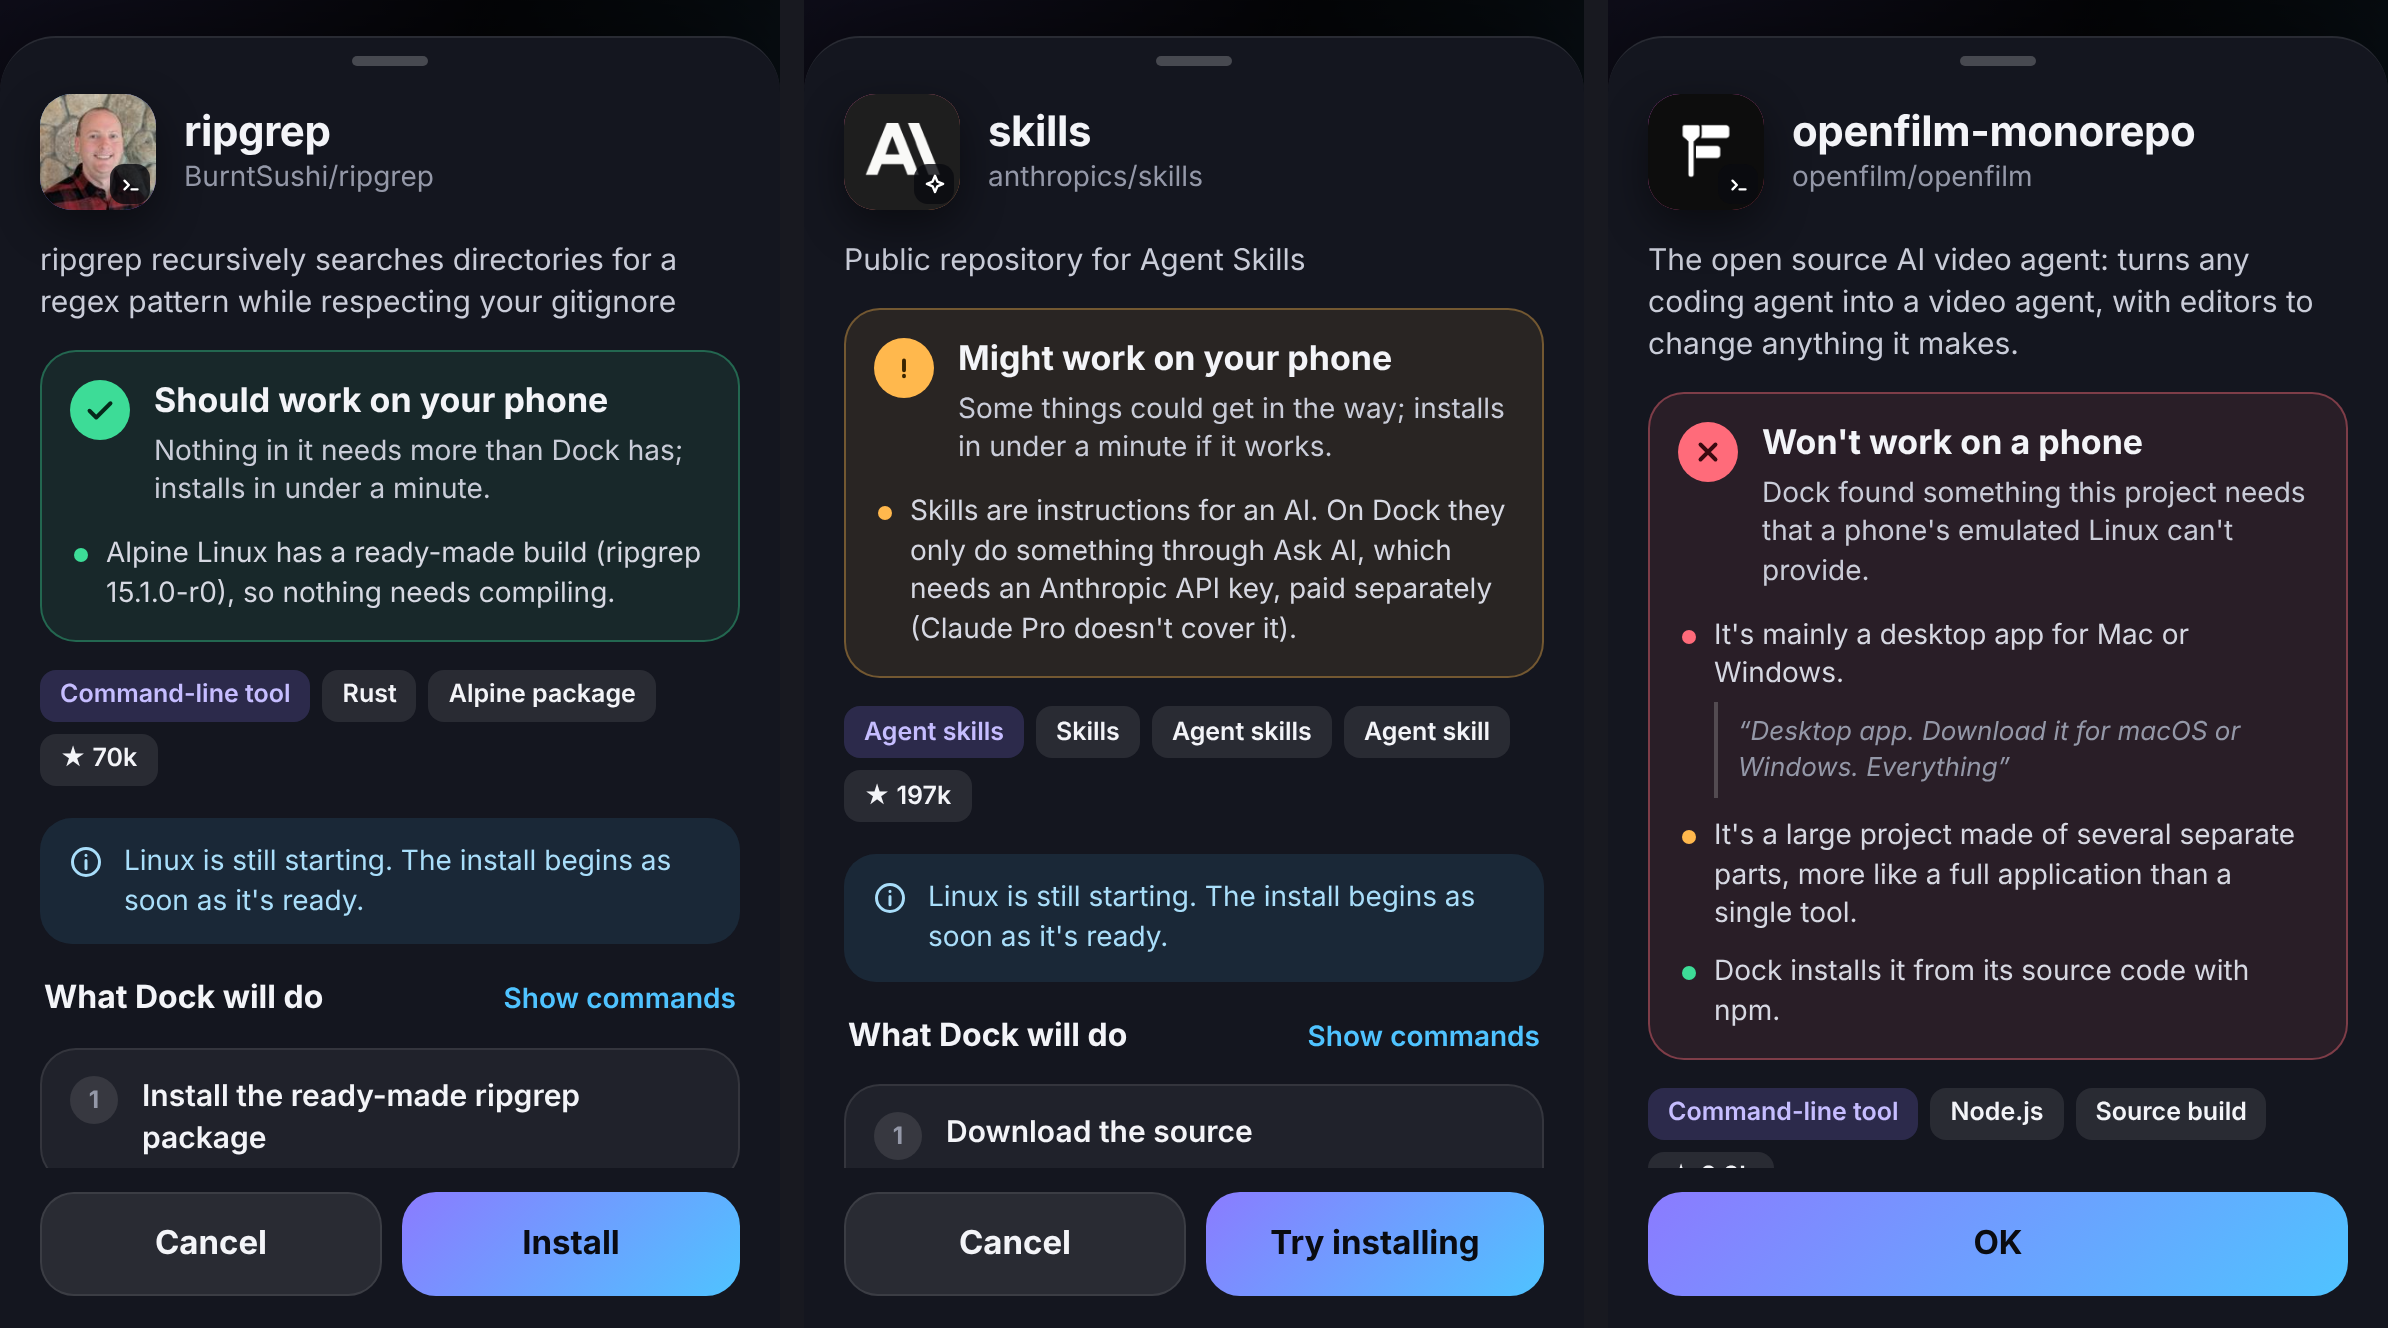 ripgrep
BurntSushi/ripgrep
ripgrep recursively searches directories for a
regex pattern while respecting your gitignore
Should work on your phone
Nothing in it needs more than Dock has;
installs in under a minute.
Alpine Linux has a ready-made build (ripgrep
15.1.0-r0), so nothing needs compiling.
Command-line tool
Rust
Alpine package
★ 70k
Linux is still starting. The install begins as
soon as it's ready.
What Dock will do
Show commands
1
Install the ready-made ripgrep
package
Cancel
Install
skills
anthropics/skills
Public repository for Agent Skills
Might work on your phone
Some things could get in the way; installs
in under a minute if it works.
Skills are instructions for an AI. On Dock they
only do something through Ask AI, which
needs an Anthropic API key, paid separately
(Claude Pro doesn't cover it).
Agent skills
Skills
Agent skills
Agent skill
★ 197k
Linux is still starting. The install begins as
soon as it's ready.
What Dock will do
Show commands
1
Download the source
Cancel
Try installing
openfilm-monorepo
openfilm/openfilm
The open source AI video agent: turns any
coding agent into a video agent, with editors to
change anything it makes.
Won't work on a phone
Dock found something this project needs
that a phone's emulated Linux can't
provide.
It's mainly a desktop app for Mac or
Windows.
“Desktop app. Download it for macOS or
Windows. Everything”
It's a large project made of several separate
parts, more like a full application than a
single tool.
Dock installs it from its source code with
npm.
Command-line tool
Node.js
Source build
OK